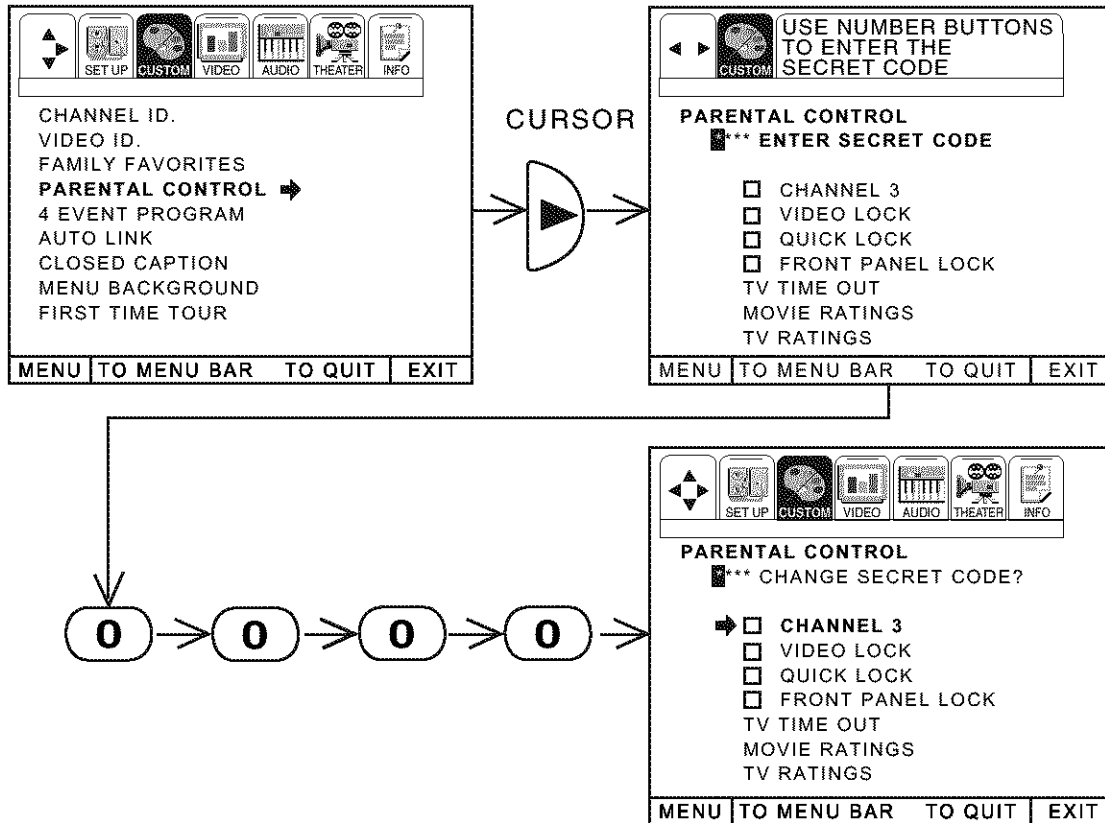 SET UP CUSTOM VIDEO AUDIO THEATER INFO
CHANNEL ID.
VIDEO ID.
FAMILY FAVORITES
PARENTAL CONTROL
4 EVENT PROGRAM
AUTO LINK
CLOSED CAPTION
MENU BACKGROUND
FIRST TIME TOUR
MENU TO MENU BAR TO QUIT EXIT
CURSOR
CUSTOM
USE NUMBER BUTTONS
TO ENTER THE
SECRET CODE
PARENTAL CONTROL
**** ENTER SECRET CODE
CHANNEL 3
VIDEO LOCK
QUICK LOCK
FRONT PANEL LOCK
TV TIME OUT
MOVIE RATINGS
TV RATINGS
MENU TO MENU BAR TO QUIT EXIT
0 0 0 0
SET UP CUSTOM VIDEO AUDIO THEATER INFO
PARENTAL CONTROL
**** CHANGE SECRET CODE?
CHANNEL 3
VIDEO LOCK
QUICK LOCK
FRONT PANEL LOCK
TV TIME OUT
MOVIE RATINGS
TV RATINGS
MENU TO MENU BAR TO QUIT EXIT